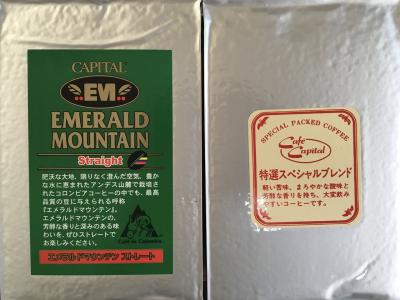 CAPITAL
EM
EMERALD
MOUNTAIN
Straight
肥沃な大地、限りなく澄んだ空気、豊か
な水に恵まれたアンデス山麓で栽培さ
れたコロンビアコーヒーの中でも、最高
品質の豆に与えられる呼称
『エメラルドマウンテン』。
エメラルドマウンテンの、
芳醇な香りと深みのある味
わいを、ぜひストレートで
お楽しみください。
Café de Colombia
エメラルドマウンテン ストレート
SPECIAL PACKED COFFEE
Café
Capital
特選スペシャルブレンド
軽い苦味、まろやかな酸味と
芳醇な香りを持ち、大変飲み
やすいコーヒーです。